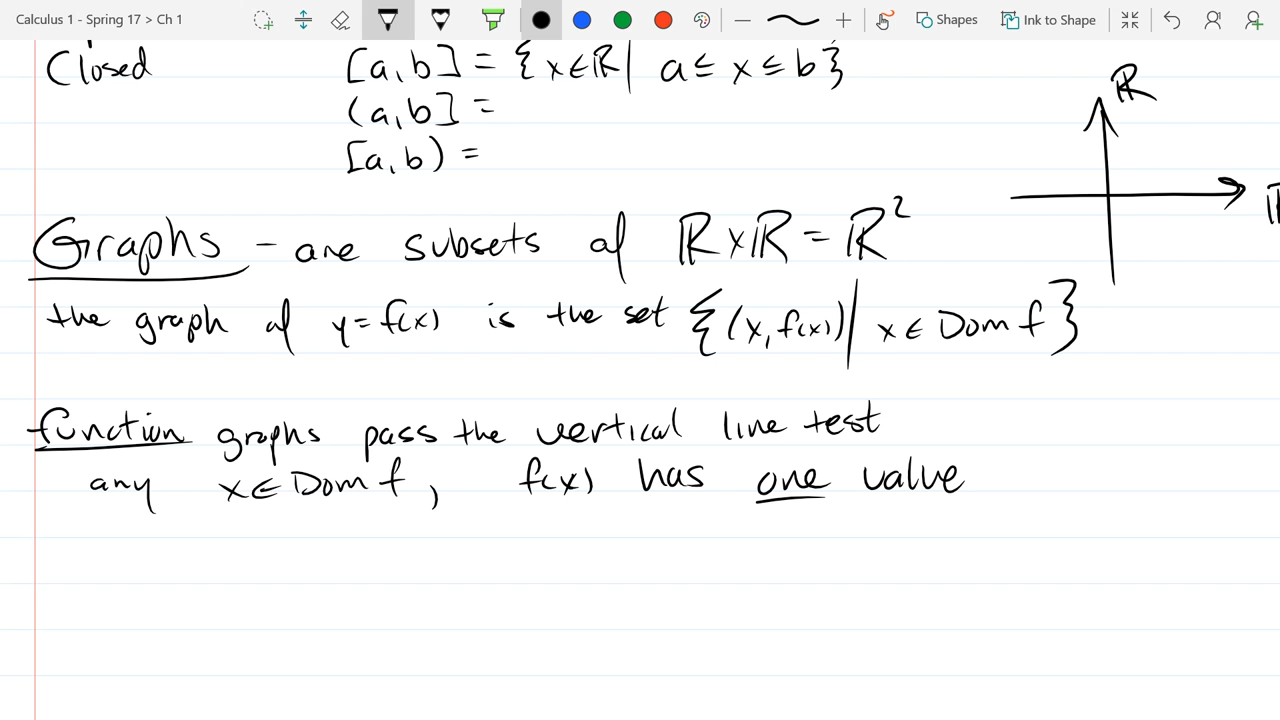 Calculus 1 - Spring 17 > Ch 1
Shapes
Ink to Shape
Closed [a,b] = {x∈ℝ| a≤ x ≤ b}
(a,b] =
[a,b) =
ℝ
Graphs - are subsets of ℝ×ℝ = ℝ²
the graph of y=f(x) is the set {(x, f(x))| x∈ Dom f}
function graphs pass the vertical line test
any x∈ Dom f, f(x) has one value